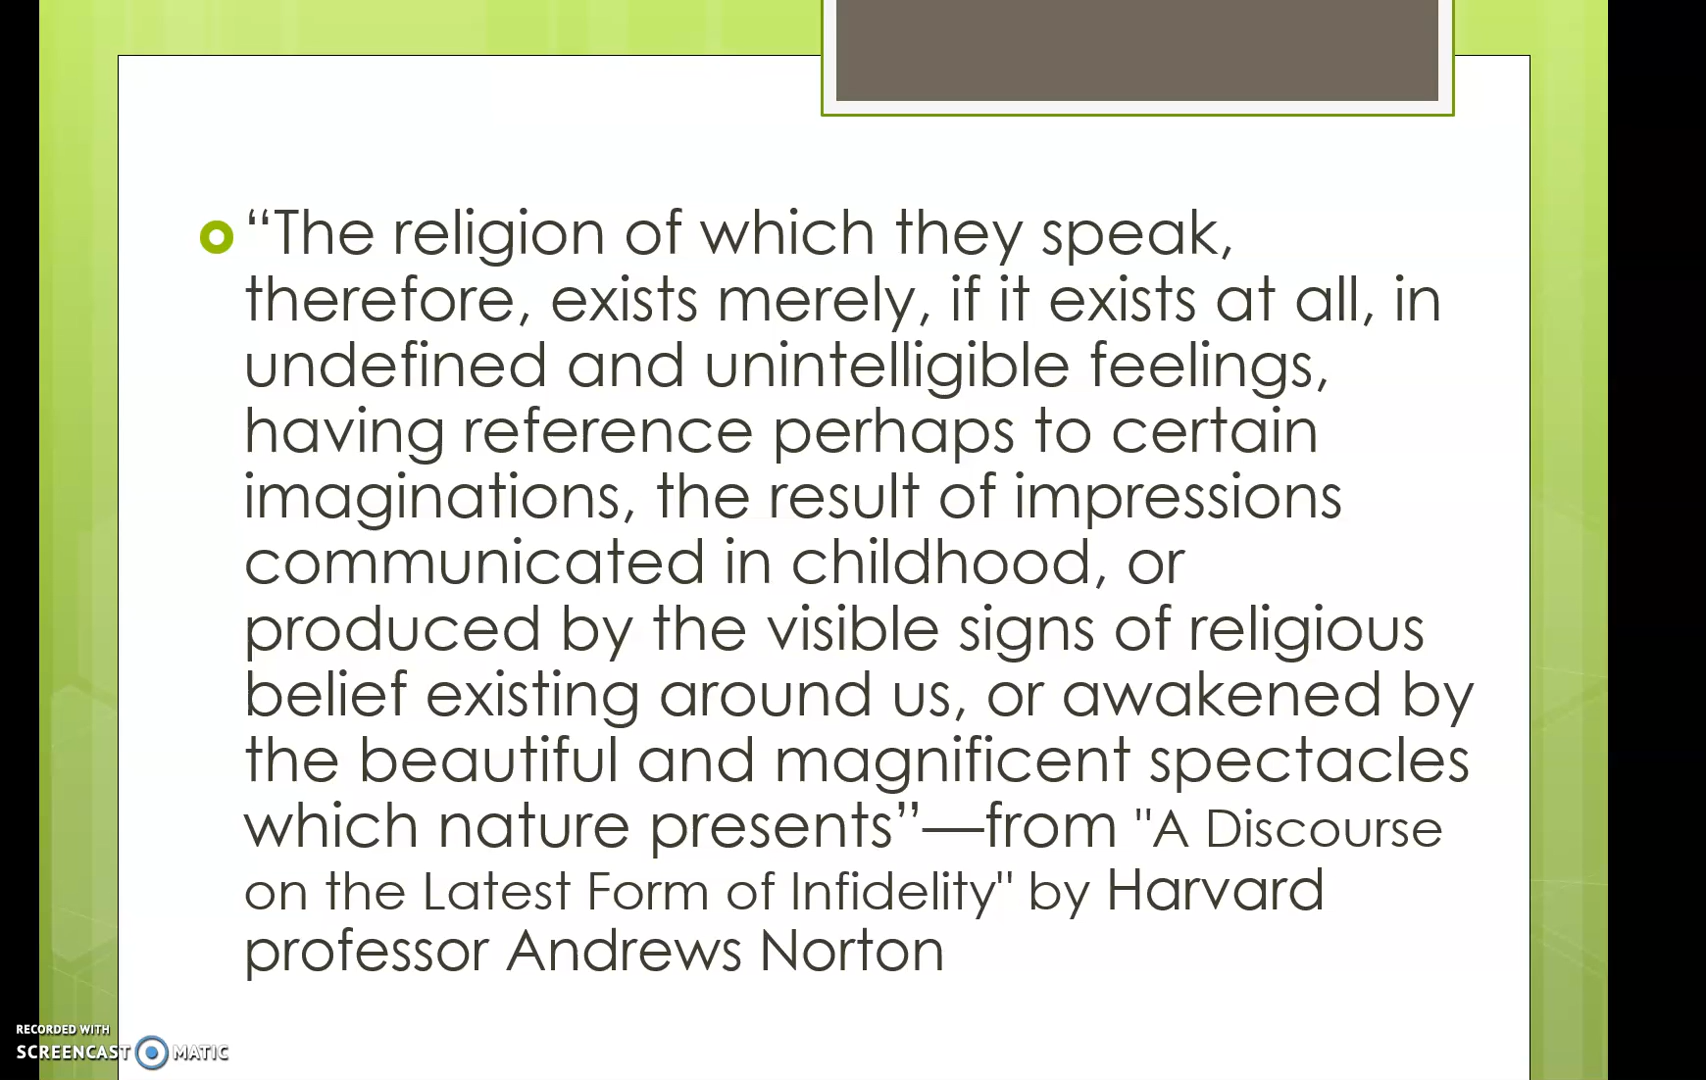 “The religion of which they speak,
therefore, exists merely, if it exists at all, in
undefined and unintelligible feelings,
having reference perhaps to certain
imaginations, the result of impressions
communicated in childhood, or
produced by the visible signs of religious
belief existing around us, or awakened by
the beautiful and magnificent spectacles
which nature presents”—from "A Discourse
on the Latest Form of Infidelity" by Harvard
professor Andrews Norton
RECORDED WITH
SCREENCAST MATIC